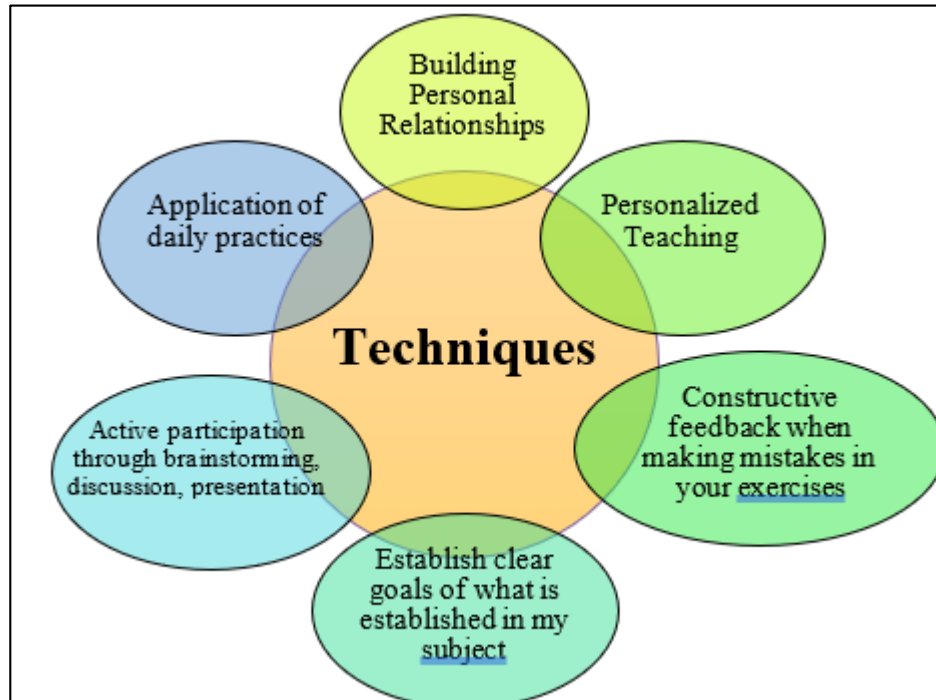 Building
Personal
Relationships
Application of
daily practices
Personalized
Teaching
Techniques
Active participation
through brainstorming,
discussion, presentation
Constructive
feedback when
making mistakes in
your exercises
Establish clear
goals of what is
established in my
subject